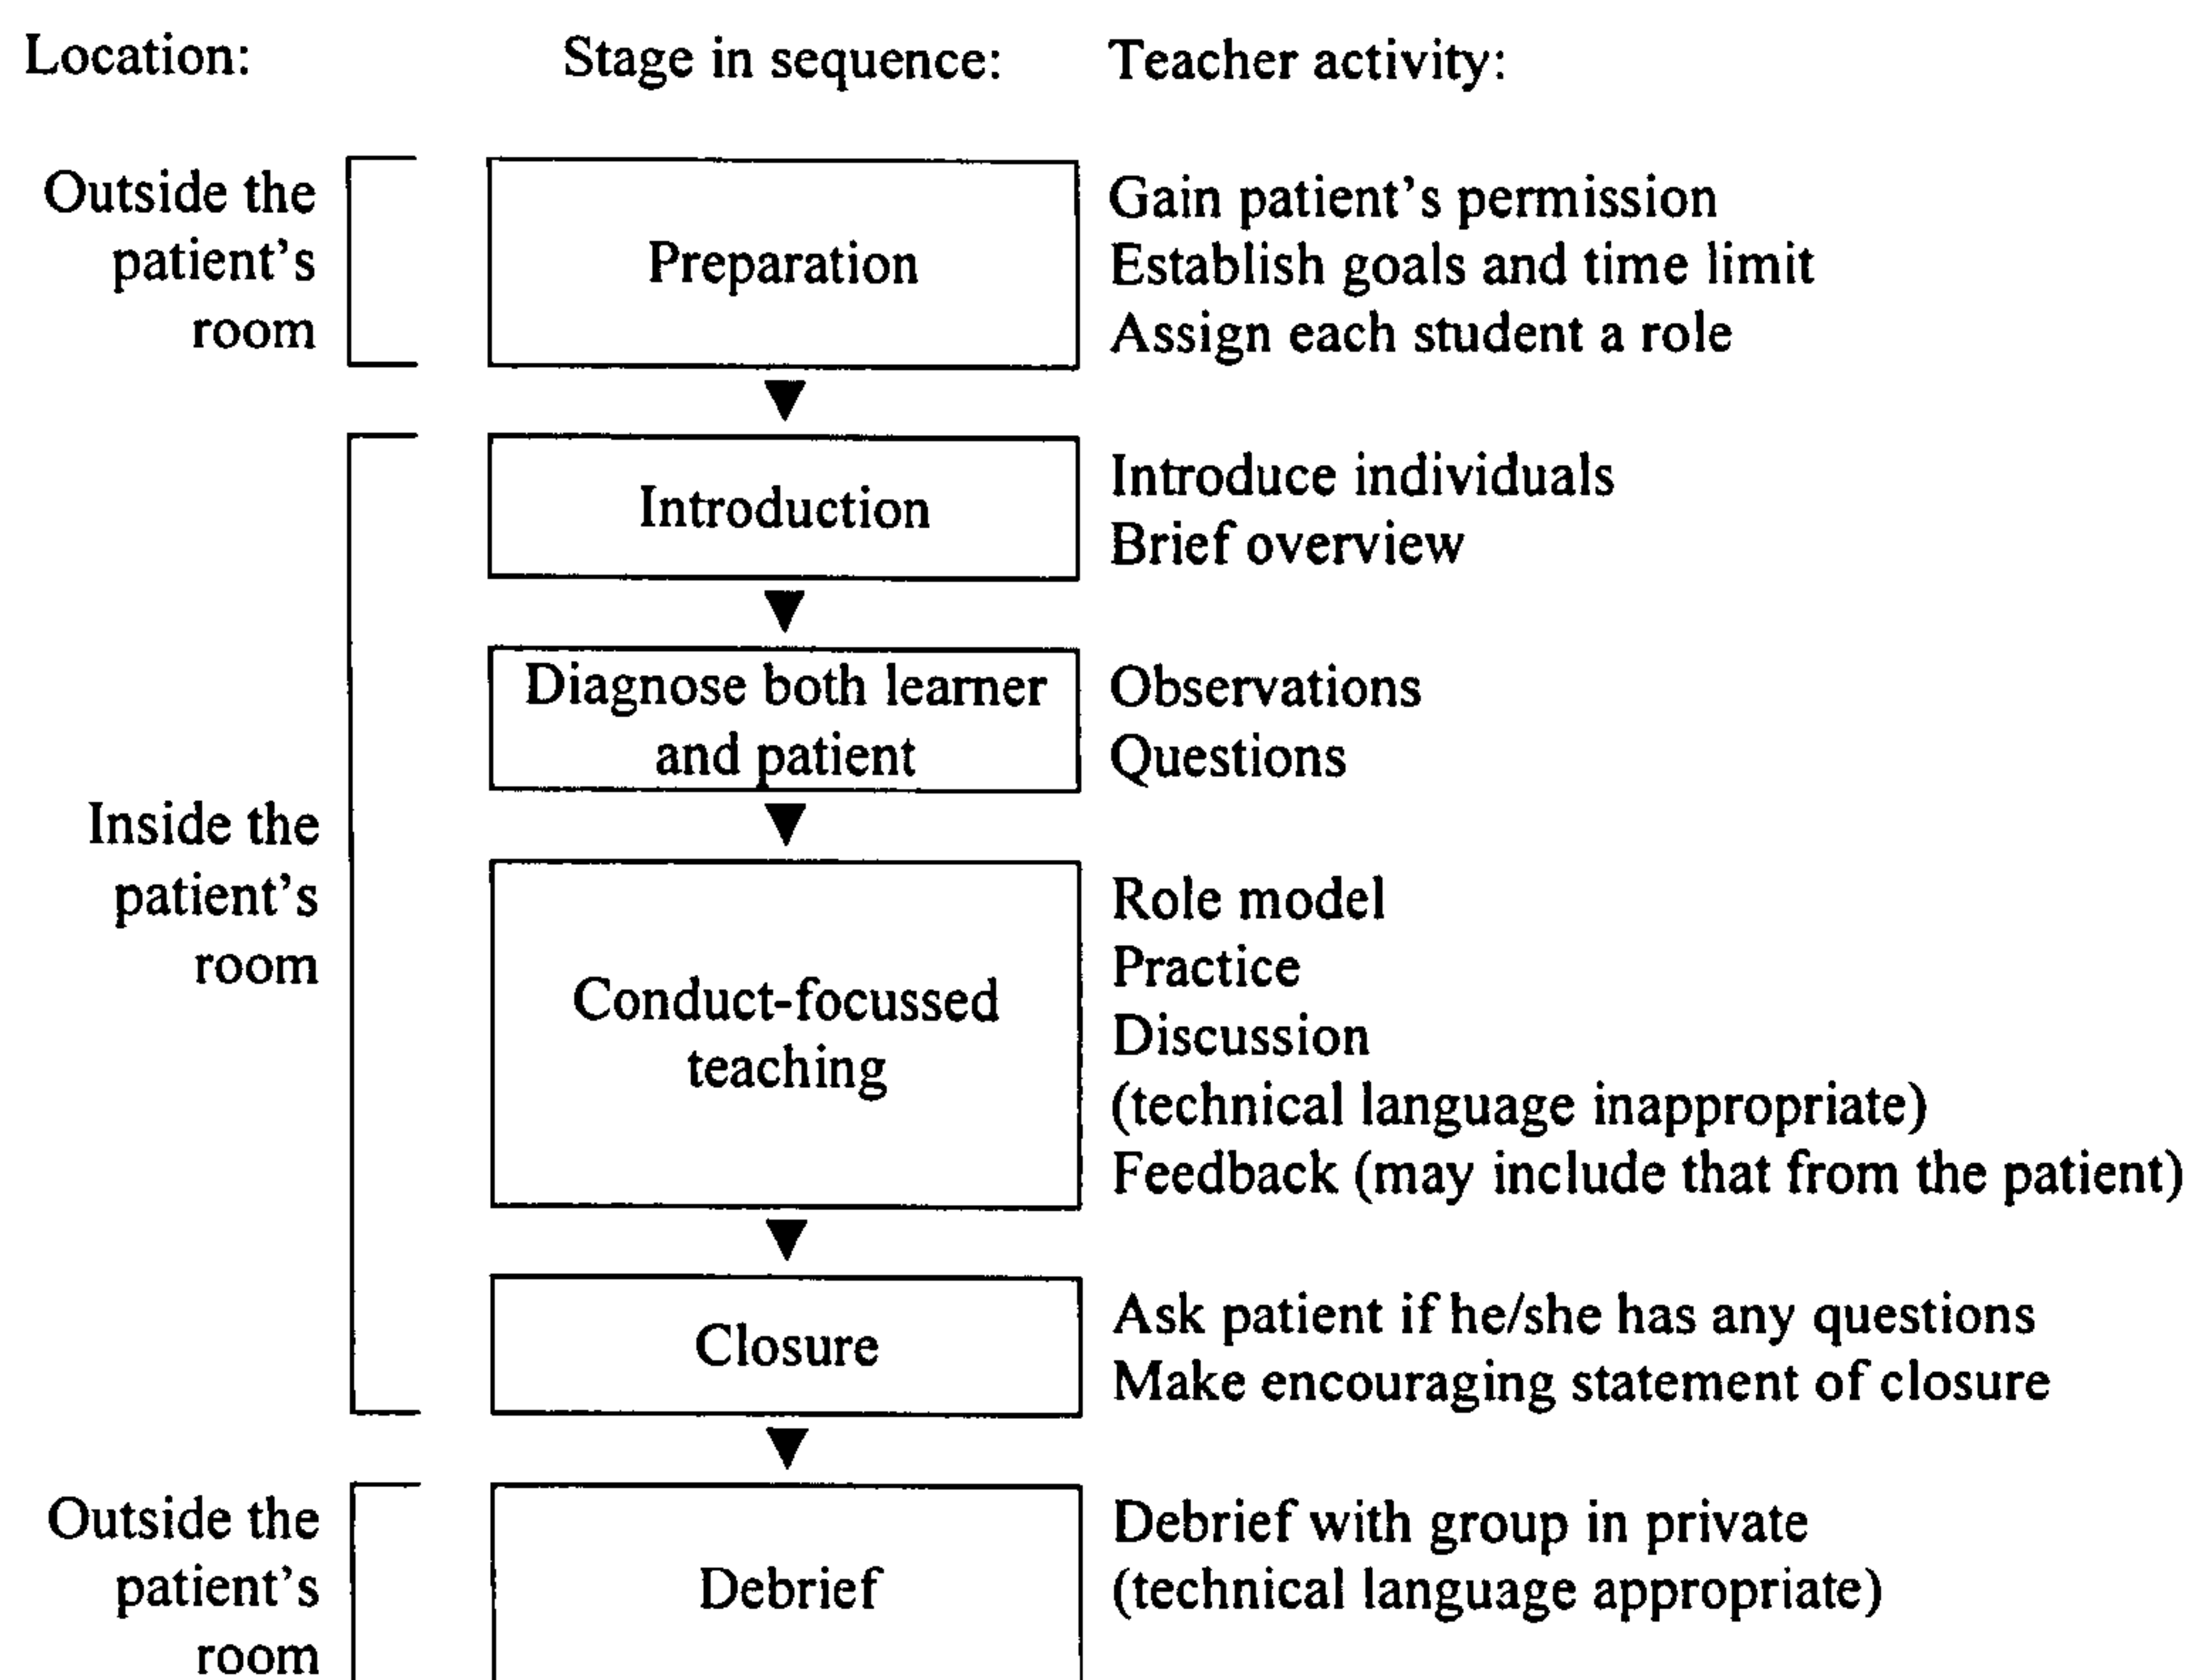 Location:
Stage in sequence:
Teacher activity:
Outside the
patient's
room
Preparation
Gain patient's permission
Establish goals and time limit
Assign each student a role
Inside the
patient's
room
Introduction
Introduce individuals
Brief overview
Diagnose both learner
and patient
Observations
Questions
Conduct-focussed
teaching
Role model
Practice
Discussion
(technical language inappropriate)
Feedback (may include that from the patient)
Closure
Ask patient if he/she has any questions
Make encouraging statement of closure
Outside the
patient's
room
Debrief
Debrief with group in private
(technical language appropriate)